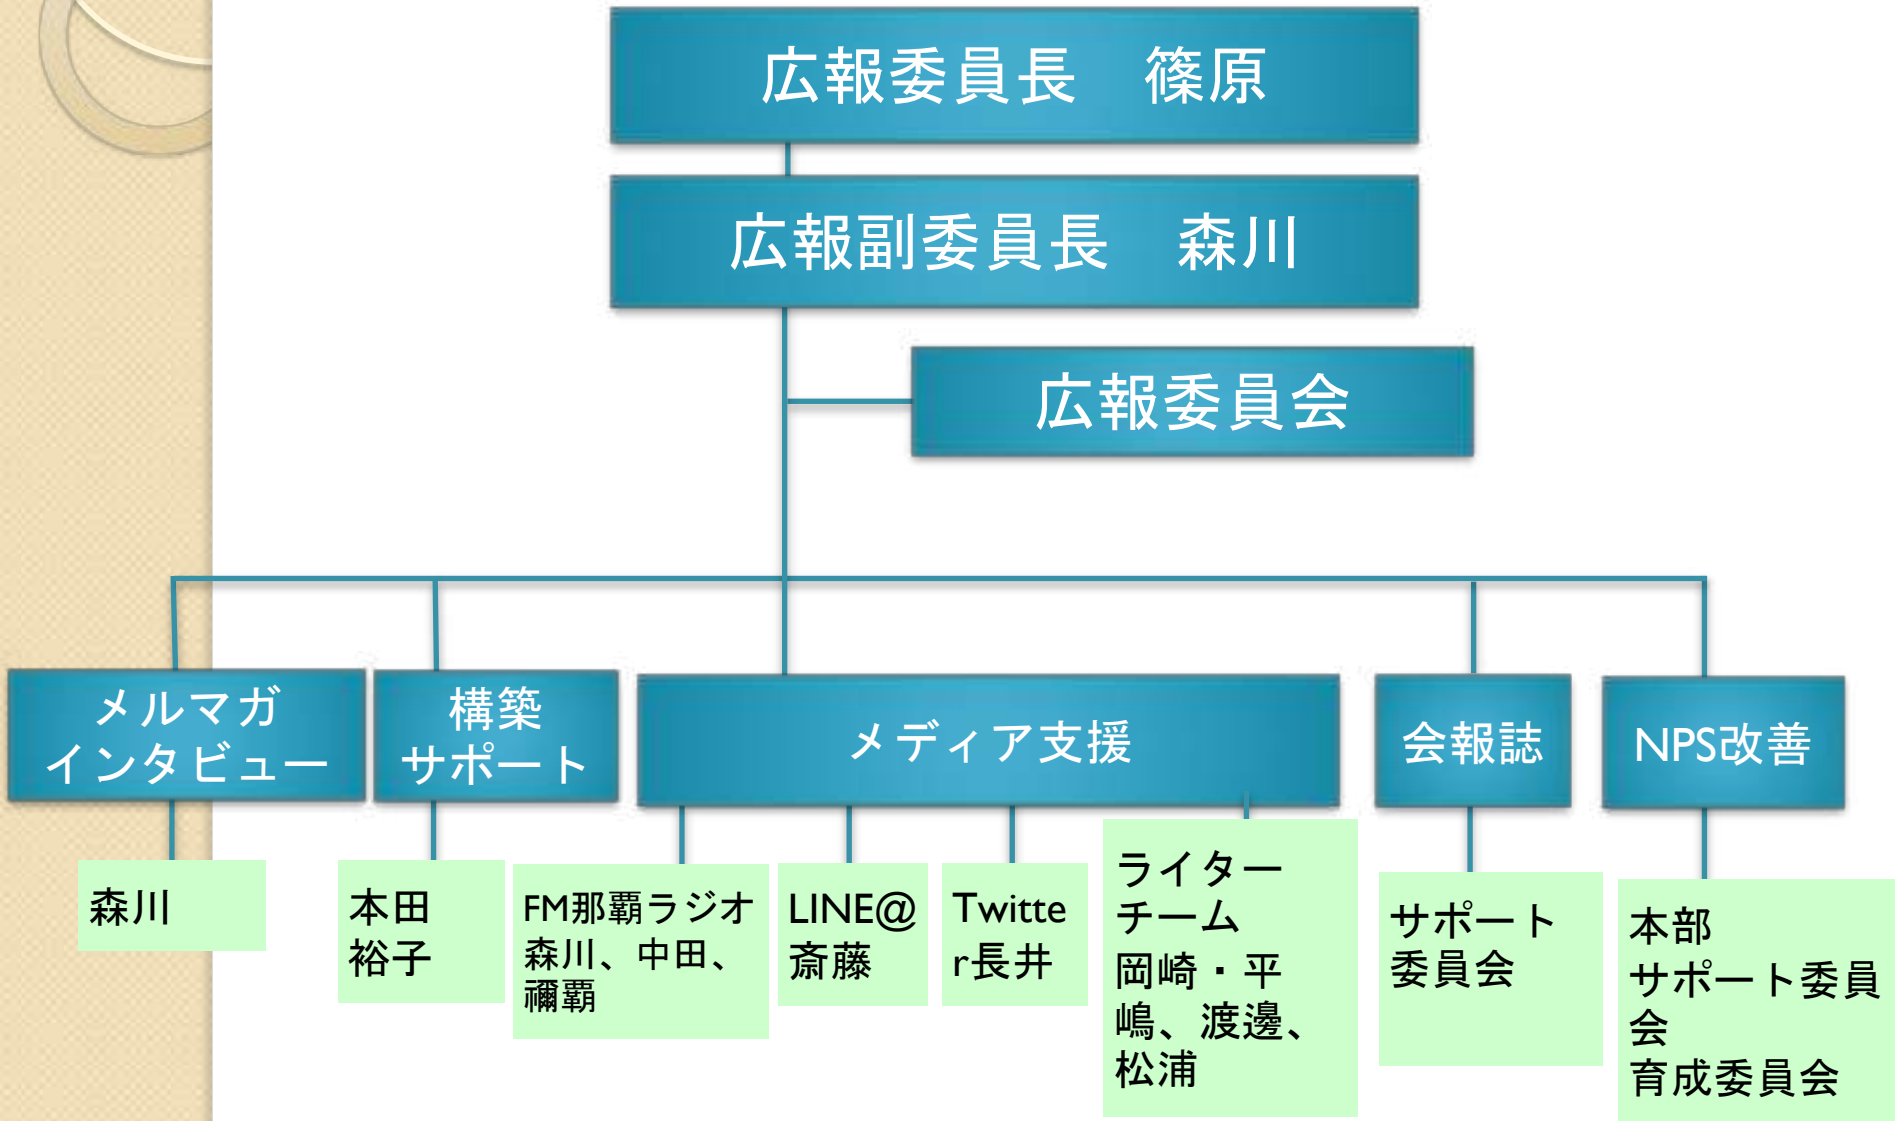 広報委員長　篠原
広報副委員長　森川
広報委員会
メルマガ
インタビュー
構築
サポート
メディア支援
会報誌
NPS改善
森川
本田
裕子
FM那覇ラジオ
森川、中田、
禰覇
LINE@
斎藤
Twitte
r長井
ライター
チーム
岡崎・平
嶋、渡邊、
松浦
サポート
委員会
本部
サポート委員
会
育成委員会